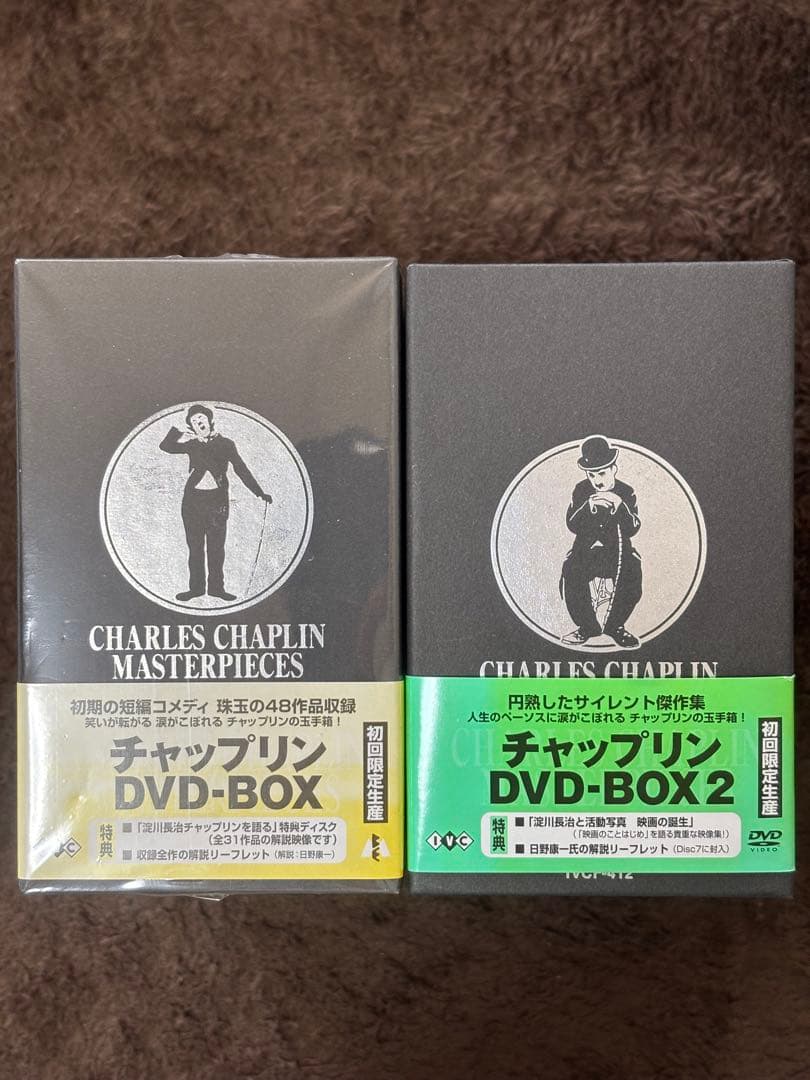 CHARLES CHAPLIN
MASTERPIECES
初期の短編コメディ 珠玉の48作品収録
笑いが転がる 涙がこぼれる チャップリンの玉手箱！
チャップリン
DVD-BOX
初回限定生産
特典
■「淀川長治チャップリンを語る」特典ディスク
（全31作品の解説映像です）
■収録全作の解説リーフレット（解説：日野康一）
CHARLES CHAPLIN
円熟したサイレント傑作集
人生のペーソスに涙がこぼれる チャップリンの玉手箱！
チャップリン
DVD-BOX 2
初回限定生産
IVC
特典
■「淀川長治と活動写真 映画の誕生」
（「映画のことはじめ」を語る貴重な映像集！）
■日野康一氏の解説リーフレット（Disc7に封入）
DVD
VIDEO